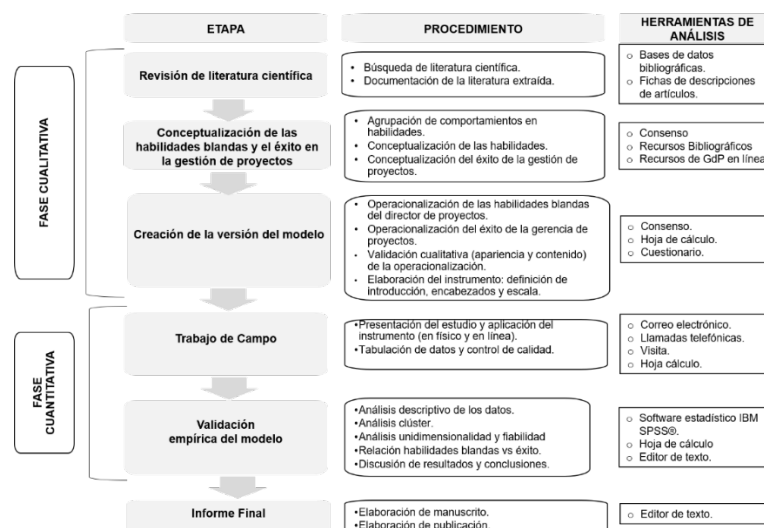 ETAPA
PROCEDIMIENTO
HERRAMIENTAS DE
ANÁLISIS
FASE CUALITATIVA
Revisión de literatura científica
• Búsqueda de literatura científica.
• Documentación de la literatura extraída.
o Bases de datos
bibliográficas.
o Fichas de descripciones
de artículos.
Conceptualización de las
habilidades blandas y el éxito en
la gestión de proyectos
• Agrupación de comportamientos en
habilidades.
• Conceptualización de las habilidades.
• Conceptualización del éxito de la gestión de
proyectos.
o Consenso
o Recursos Bibliográficos
o Recursos de GdP en línea
Creación de la versión del modelo
• Operacionalización de las habilidades blandas
del director de proyectos.
• Operacionalización del éxito de la gerencia de
proyectos.
• Validación cualitativa (apariencia y contenido)
de la operacionalización.
• Elaboración del instrumento: definición de
introducción, encabezados y escala.
o Consenso.
o Hoja de cálculo.
o Cuestionario.
FASE
CUANTITATIVA
Trabajo de Campo
•Presentación del estudio y aplicación del
instrumento (en físico y en línea).
•Tabulación de datos y control de calidad.
o Correo electrónico.
o Llamadas telefónicas.
o Visita.
o Hoja cálculo.
Validación
empírica del modelo
•Análisis descriptivo de los datos.
•Análisis clúster.
•Análisis unidimensionalidad y fiabilidad
•Relación habilidades blandas vs éxito.
•Discusión de resultados y conclusiones.
o Software estadístico IBM
SPSS®.
o Hoja de cálculo
o Editor de texto.
Informe Final
•Elaboración de manuscrito.
•Elaboración de publicación.
o Editor de texto.